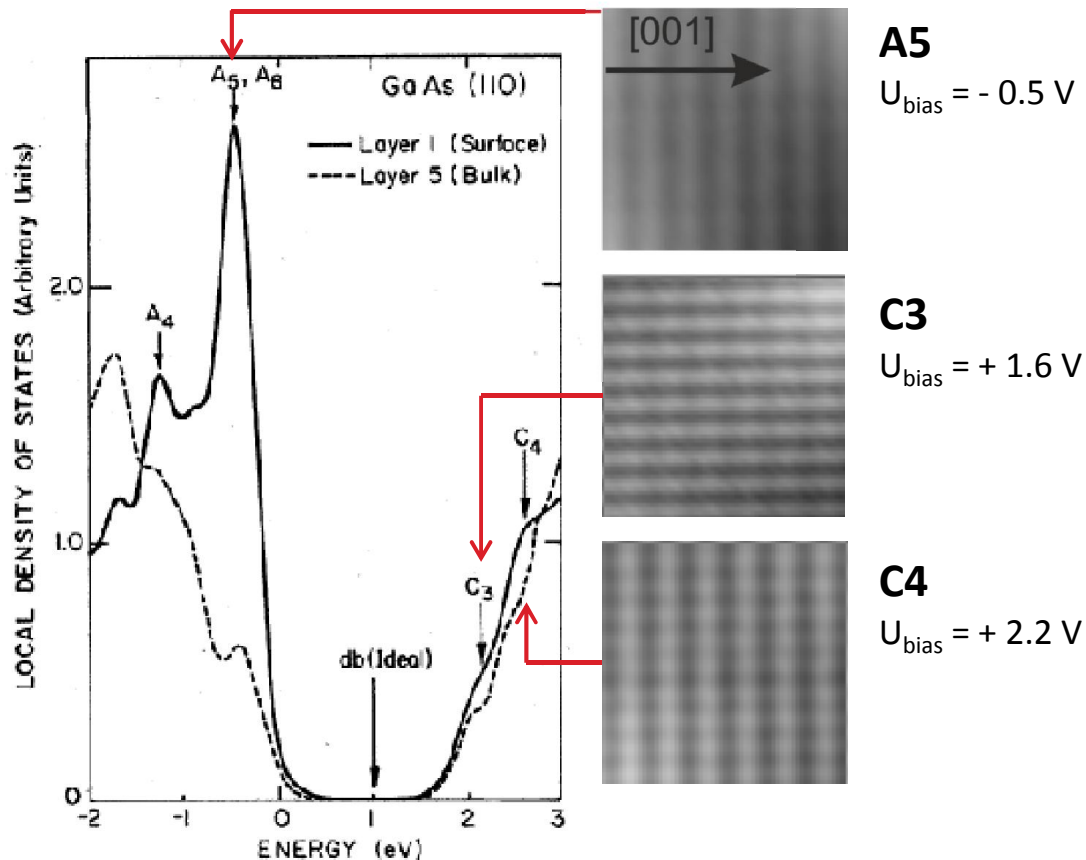 A5, A6
GaAs (110)
Layer 1 (Surface)
Layer 5 (Bulk)
A4
C4
C3
db (Ideal)
LOCAL DENSITY OF STATES (Arbitrary Units)
2.0
1.0
0
-2
-1
0
1
2
3
ENERGY (eV)
[001]
A5
Ubias = - 0.5 V
C3
Ubias = + 1.6 V
C4
Ubias = + 2.2 V